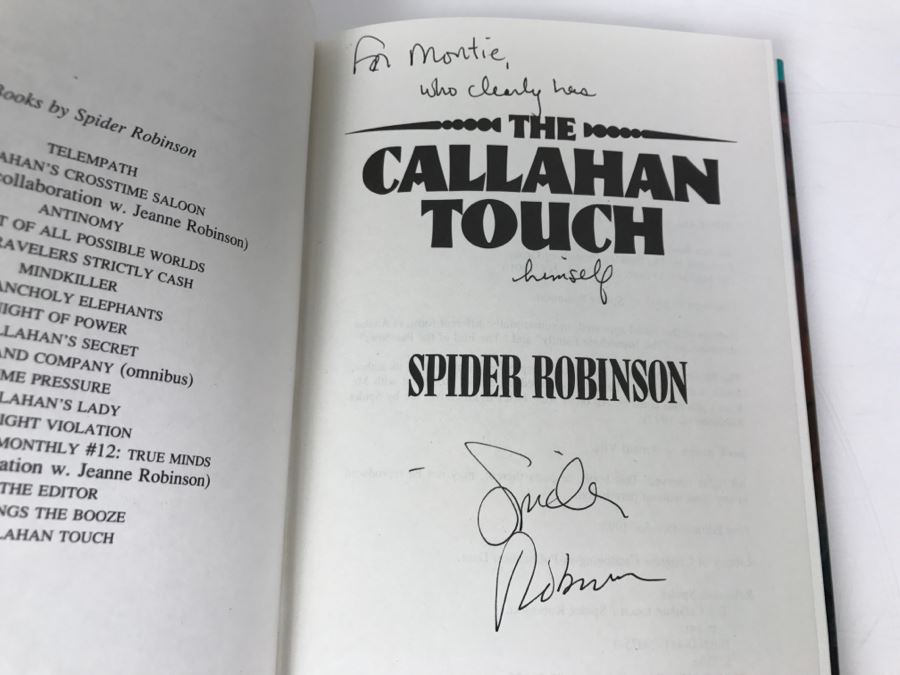 Books by Spider Robinson
TELEMPATH
AHAN'S CROSSTIME SALOON
collaboration w. Jeanne Robinson)
ANTINOMY
T OF ALL POSSIBLE WORLDS
RAVELERS STRICTLY CASH
MINDKILLER
ANCHOLY ELEPHANTS
NIGHT OF POWER
LLAHAN'S SECRET
AND COMPANY (omnibus)
ME PRESSURE
LAHAN'S LADY
IGHT VIOLATION
MONTHLY #12: TRUE MINDS
ration w. Jeanne Robinson)
THE EDITOR
NGS THE BOOZE
LAHAN TOUCH
For Montie,
who clearly has
THE
CALLAHAN
TOUCH
himself
SPIDER ROBINSON
– Spider
Robinson